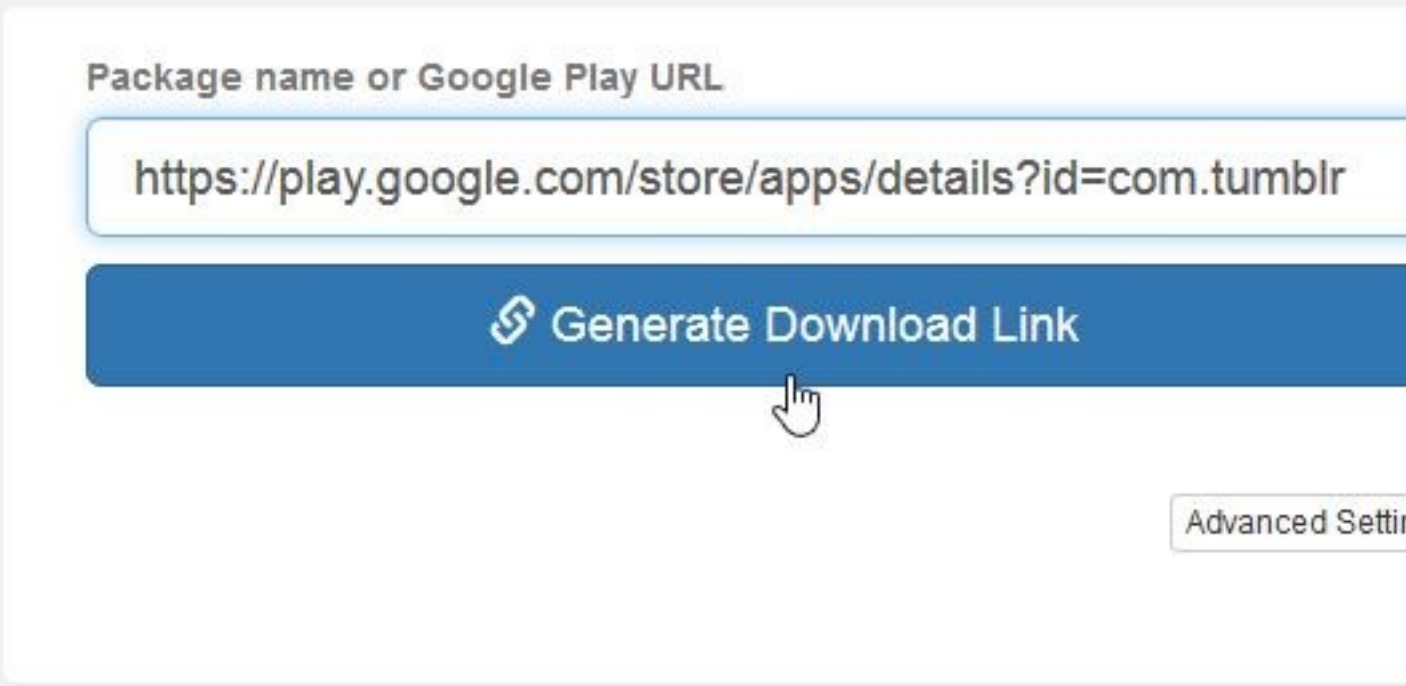 Package name or Google Play URL
https://play.google.com/store/apps/details?id=com.tumblr
Generate Download Link
Advanced